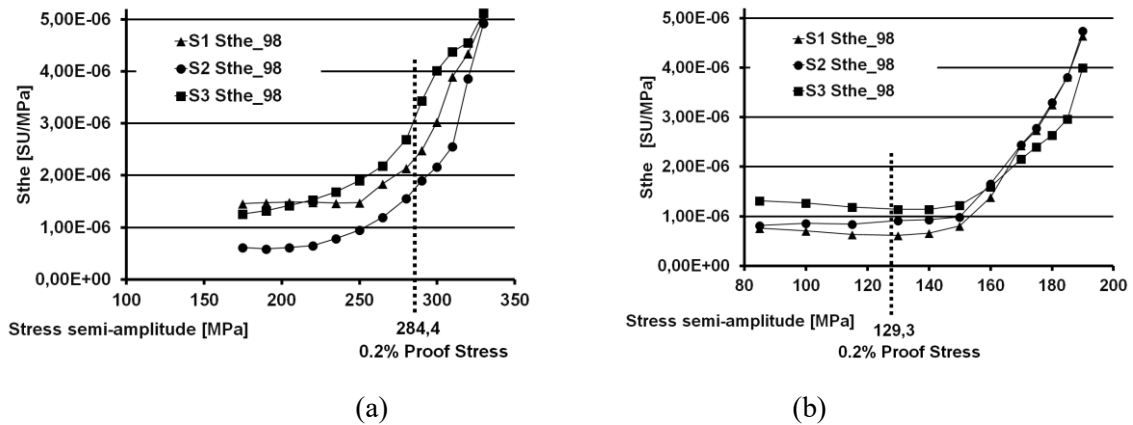 5,00E-06
4,00E-06
3,00E-06
2,00E-06
1,00E-06
0,00E+00
Sthe [SU/MPa]
S1 Sthe_98
S2 Sthe_98
S3 Sthe_98
100 150 200 250 300 350
Stress semi-amplitude [MPa]
284,4
0.2% Proof Stress
(a)
5,00E-06
4,00E-06
3,00E-06
2,00E-06
1,00E-06
0,00E+00
Sthe [SU/MPa]
S1 Sthe_98
S2 Sthe_98
S3 Sthe_98
80 100 120 140 160 180 200
Stress semi-amplitude [MPa]
129,3
0.2% Proof Stress
(b)